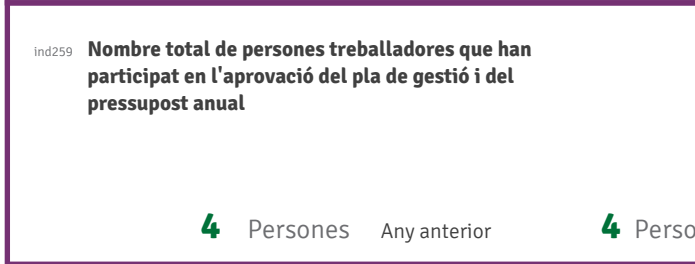 ind259 Nombre total de persones treballadores que han
participat en l'aprovació del pla de gestió i del
pressupost anual
4 Persones Any anterior 4 Perso